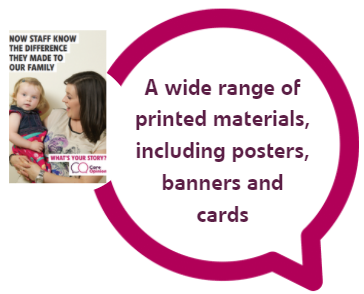 NOW STAFF KNOW
THE DIFFERENCE
THEY MADE TO
OUR FAMILY
WHAT'S YOUR STORY?
Care
Opinion
A wide range of
printed materials,
including posters,
banners and
cards